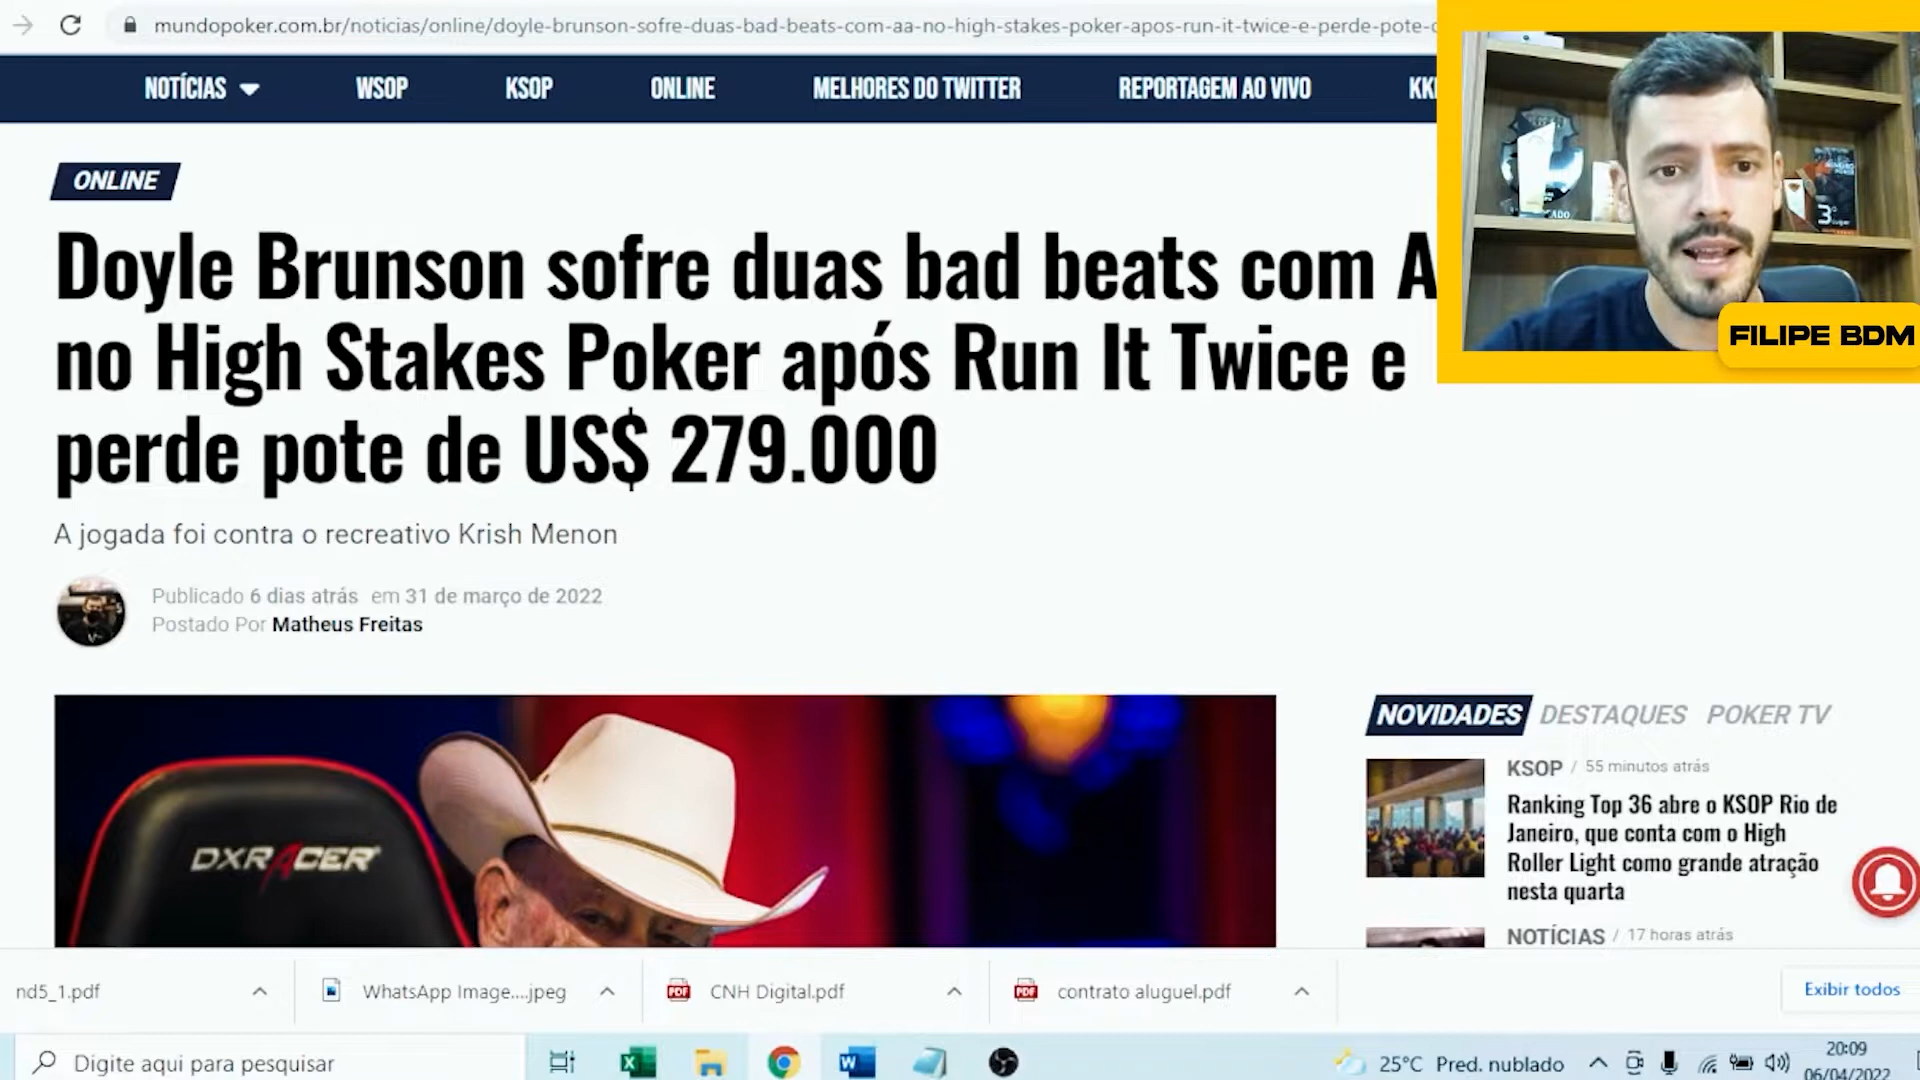 mundopoker.com.br/noticias/online/doyle-brunson-sofre-duas-bad-beats-com-aa-no-high-stakes-poker-apos-run-it-twice-e-perde-pote-
NOTÍCIAS
WSOP
KSOP
ONLINE
MELHORES DO TWITTER
REPORTAGEM AO VIVO
ONLINE
Doyle Brunson sofre duas bad beats com A
no High Stakes Poker após Run It Twice e
perde pote de US$ 279.000
A jogada foi contra o recreativo Krish Menon
Publicado 6 dias atrás em 31 de março de 2022
Postado Por Matheus Freitas
3
FILIPE BDM
DXRACER
NOVIDADES DESTAQUES POKER TV
KSOP / 55 minutos atrás
Ranking Top 36 abre o KSOP Rio de
Janeiro, que conta com o High
Roller Light como grande atração
nesta quarta
NOTÍCIAS / 17 horas atrás
nd5_1.pdf
WhatsApp Image....jpeg
PDF CNH Digital.pdf
PDF contrato aluguel.pdf
Exibir todos
Digite aqui para pesquisar
25°C Pred. nublado
20:09
06/04/2022